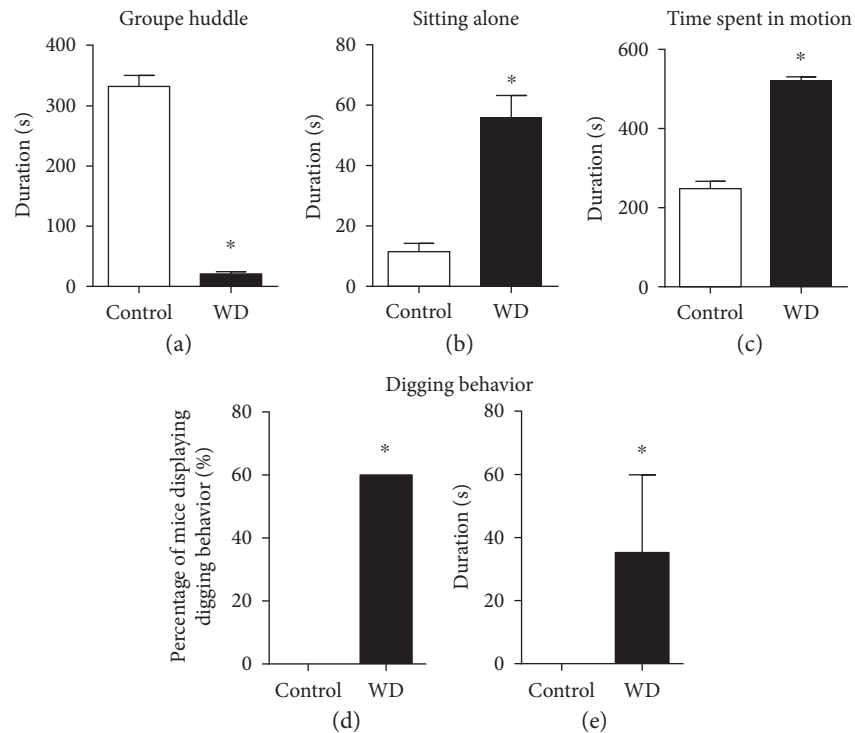 Groupe huddle
Duration (s)
400
300
200
100
0
*
Control WD
(a)
Sitting alone
Duration (s)
80
60
40
20
0
*
Control WD
(b)
Time spent in motion
Duration (s)
600
400
200
0
*
Control WD
(c)
Digging behavior
Percentage of mice displaying
digging behavior (%)
80
60
40
60
80
0
*
Control WD
(d)
Duration (s)
80
60
40
20
0
*
Control WD
(e)